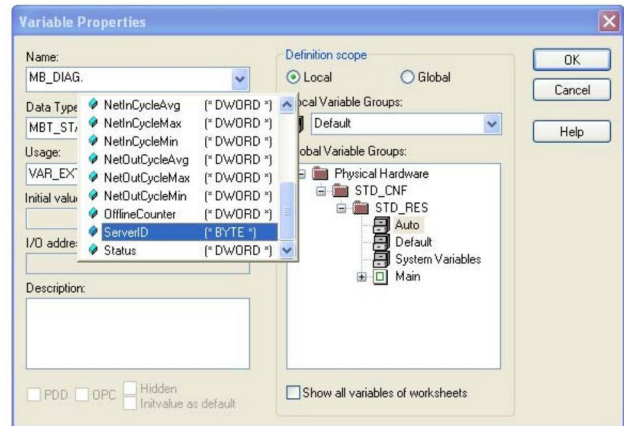 Variable Properties
Name:
MB_DIAG.
Data Type
MBT_STA
Usage:
VAR_EXT
Initial valu
I/O addre
Description:
NetInCycleAvg (* DWORD *)
NetInCycleMax (* DWORD *)
NetInCycleMin (* DWORD *)
NetOutCycleAvg (* DWORD *)
NetOutCycleMax (* DWORD *)
NetOutCycleMin (* DWORD *)
OfflineCounter (* DWORD *)
ServerID (* BYTE *)
Status (* DWORD *)
PDD
OPC
Hidden
Initvalue as default
Definition scope
Local
Global
ocal Variable Groups:
Default
obal Variable Groups:
Physical Hardware
STD_CNF
STD_RES
Auto
Default
System Variables
Main
Show all variables of worksheets
OK
Cancel
Help